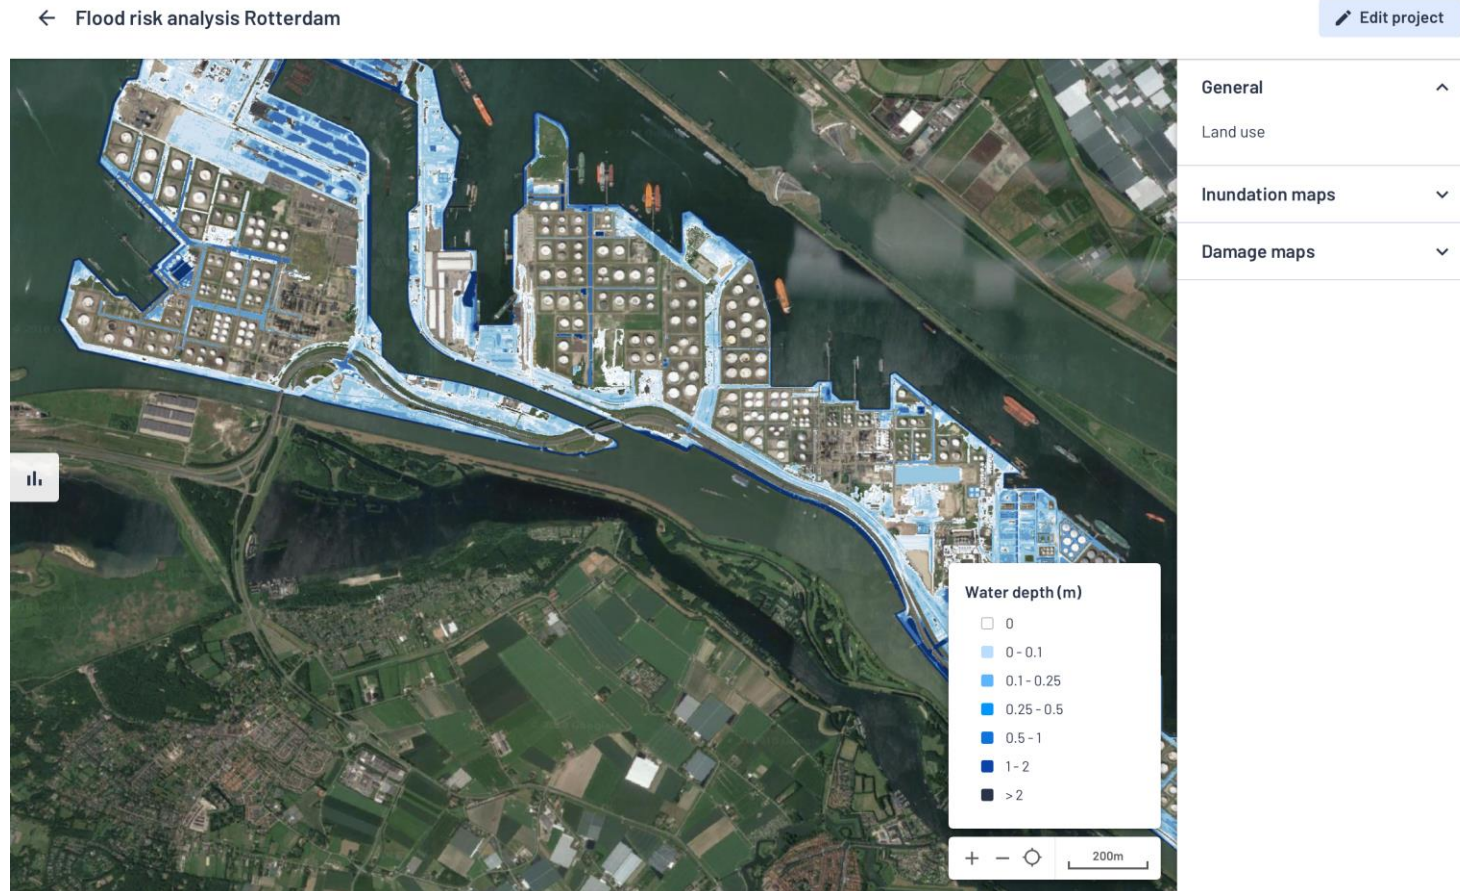 Flood risk analysis Rotterdam
Edit project
General
Land use
Inundation maps
Damage maps
Water depth (m)
0
0 - 0.1
0.1 - 0.25
0.25 - 0.5
0.5 - 1
1 - 2
> 2
200m